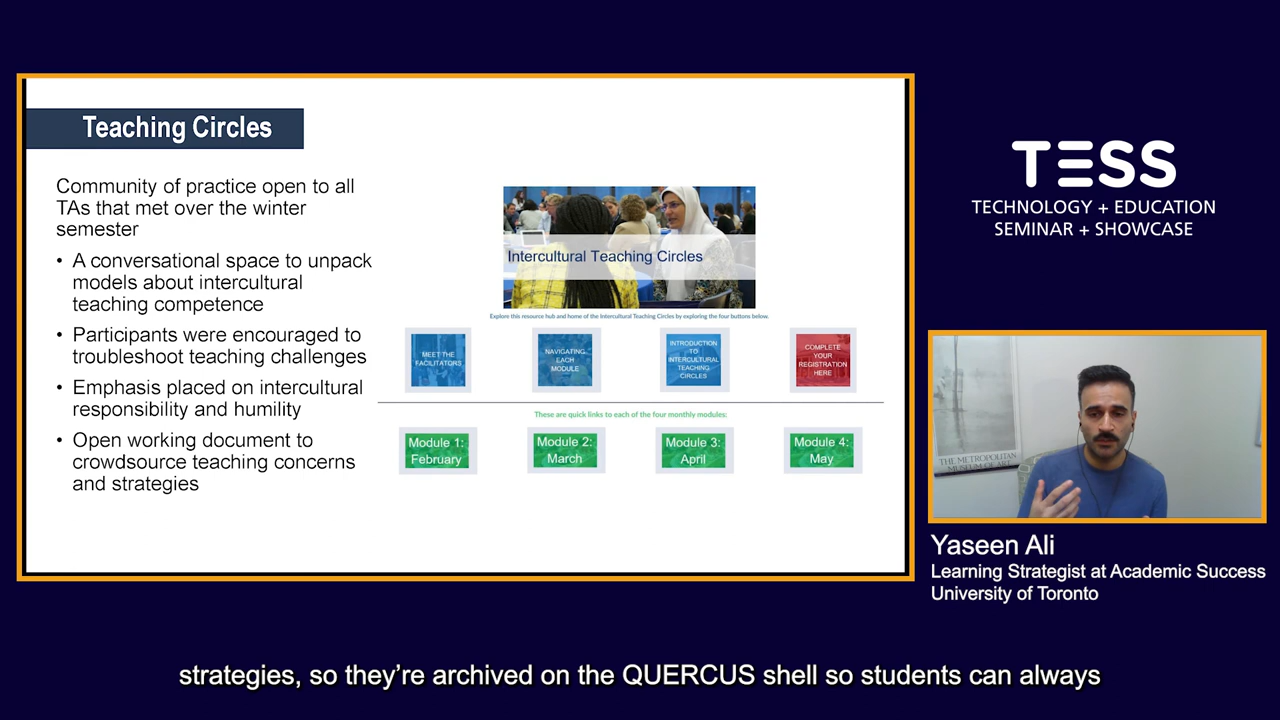 Teaching Circles
Community of practice open to all
TAs that met over the winter
semester
• A conversational space to unpack
models about intercultural
teaching competence
• Participants were encouraged to
troubleshoot teaching challenges
• Emphasis placed on intercultural
responsibility and humility
• Open working document to
crowdsource teaching concerns
and strategies
Intercultural Teaching Circles
Explore this resource hub and home of the Intercultural Teaching Circles by exploring the four buttons below.
MEET THE
FACILITATORS
NAVIGATING
EACH
MODULE
INTRODUCTION
TO
INTERCULTURAL
TEACHING
CIRCLES
COMPLETE
YOUR
REGISTRATION
HERE
These are quick links to each of the four monthly modules:
Module 1:
February
Module 2:
March
Module 3:
April
Module 4:
May
TESS
TECHNOLOGY + EDUCATION
SEMINAR + SHOWCASE
THE METROPOLITAN
MUSEUM OF ART
Yaseen Ali
Learning Strategist at Academic Success
University of Toronto
strategies, so they’re archived on the QUERCUS shell so students can always